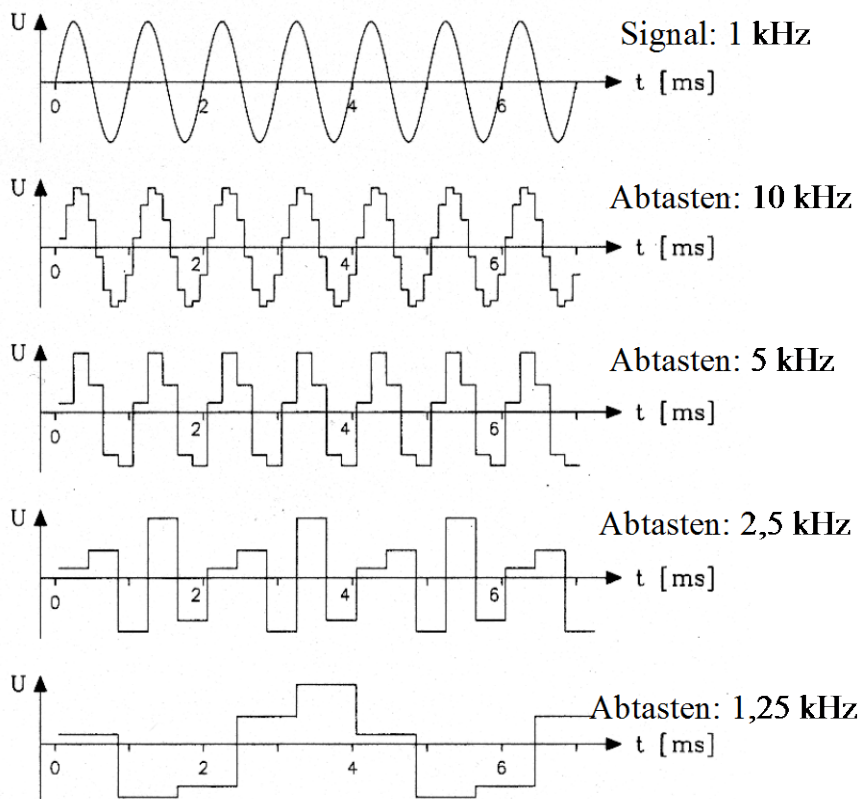 U
Signal: 1 kHz
t [ms]
0 2 4 6
U
Abtasten: 10 kHz
t [ms]
0 2 4 6
U
Abtasten: 5 kHz
t [ms]
0 2 4 6
U
Abtasten: 2,5 kHz
t [ms]
0 2 4 6
U
Abtasten: 1,25 kHz
t [ms]
0 2 4 6